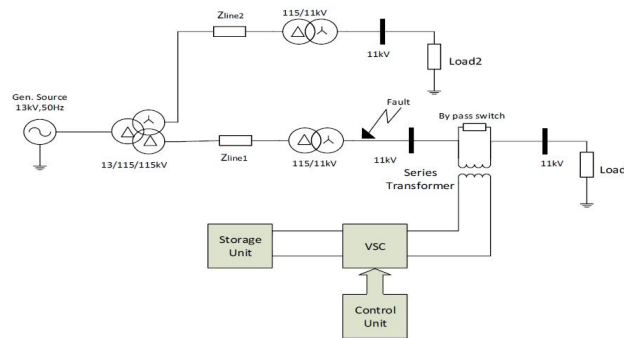 Zline2
115/11kV
11kV
Load2
Gen. Source
13kV,50Hz
Fault
By pass switch
13/115/115kV
Zline1
115/11kV
11kV
11kV
Series
Transformer
Load
Storage
Unit
VSC
Control
Unit